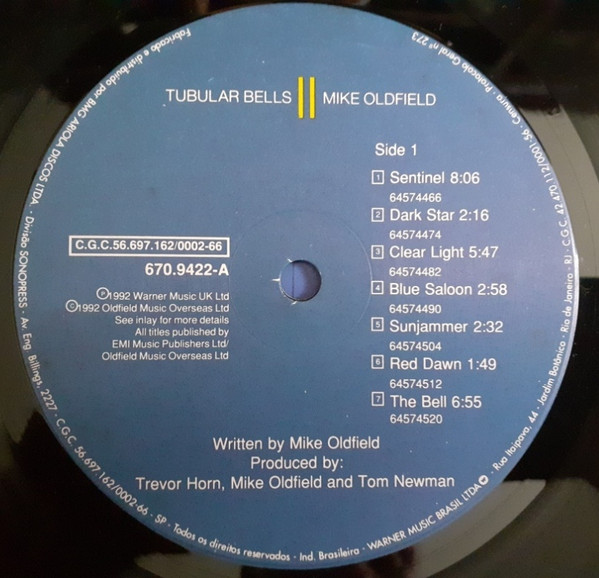 TUBULAR BELLS II MIKE OLDFIELD
Side 1
1 Sentinel 8:06
64574466
2 Dark Star 2:16
64574474
3 Clear Light 5:47
64574482
4 Blue Saloon 2:58
64574490
5 Sunjammer 2:32
64574504
6 Red Dawn 1:49
64574512
7 The Bell 6:55
64574520
C.G.C.56.697.162/0002-66
670.9422-A
Ⓟ1992 Warner Music UK Ltd
©1992 Oldfield Music Overseas Ltd
See inlay for more details
All titles published by
EMI Music Publishers Ltd/
Oldfield Music Overseas Ltd
Written by Mike Oldfield
Produced by:
Trevor Horn, Mike Oldfield and Tom Newman
Fabricado e distribuído por BMG ARIOLA DISCOS LTDA. - Divisão SONOPRESS - Av. Eng. Billings, 2227 - C.G.C. 56.697.162/0002-66 - SP - Todos os direitos reservados - Ind. Brasileira - WARNER MUSIC BRASIL LTDA - Rua Itaipava, 44 - Jardim Botânico - Rio de Janeiro - RJ - C.G.C. 42.470.112/0001-56 - Censura - Protocolo Geral nº 273